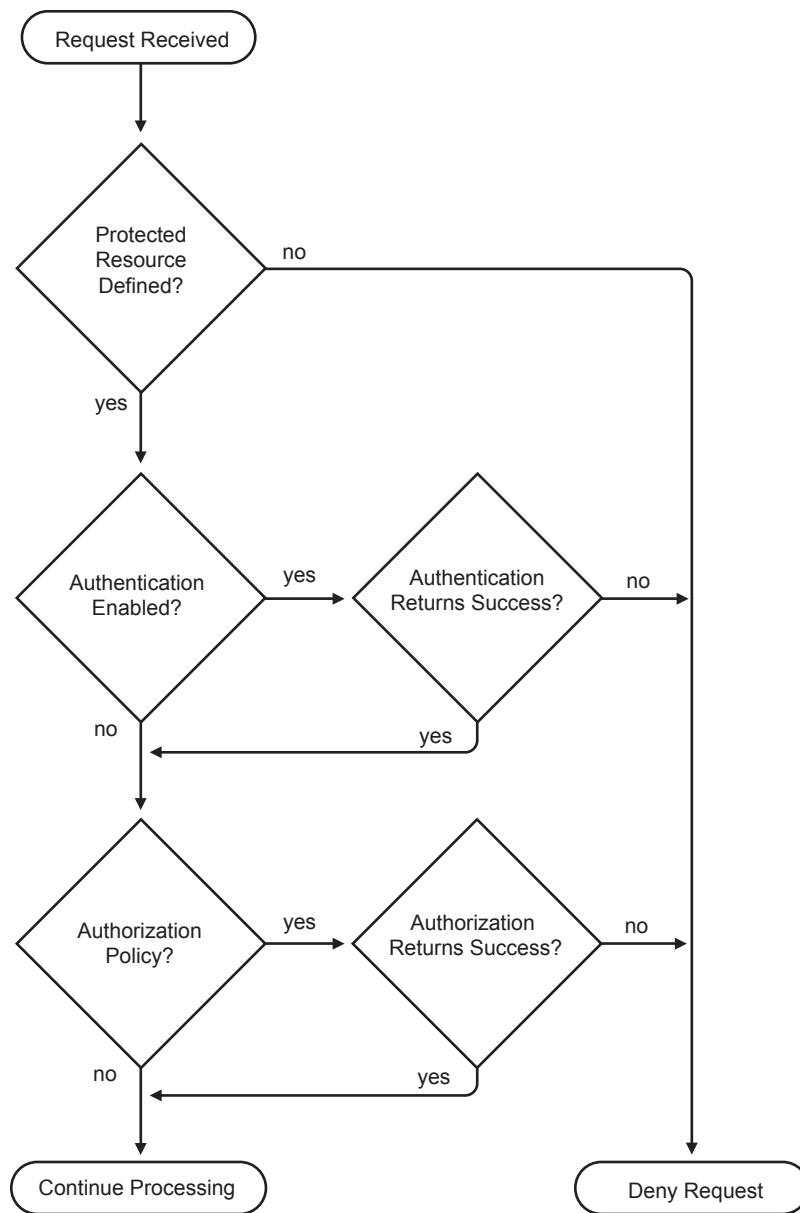 Request Received
Protected
Resource
Defined?
no
yes
Authentication
Enabled?
yes
Authentication
Returns Success?
no
no
yes
Authorization
Policy?
yes
Authorization
Returns Success?
no
no
yes
Continue Processing
Deny Request